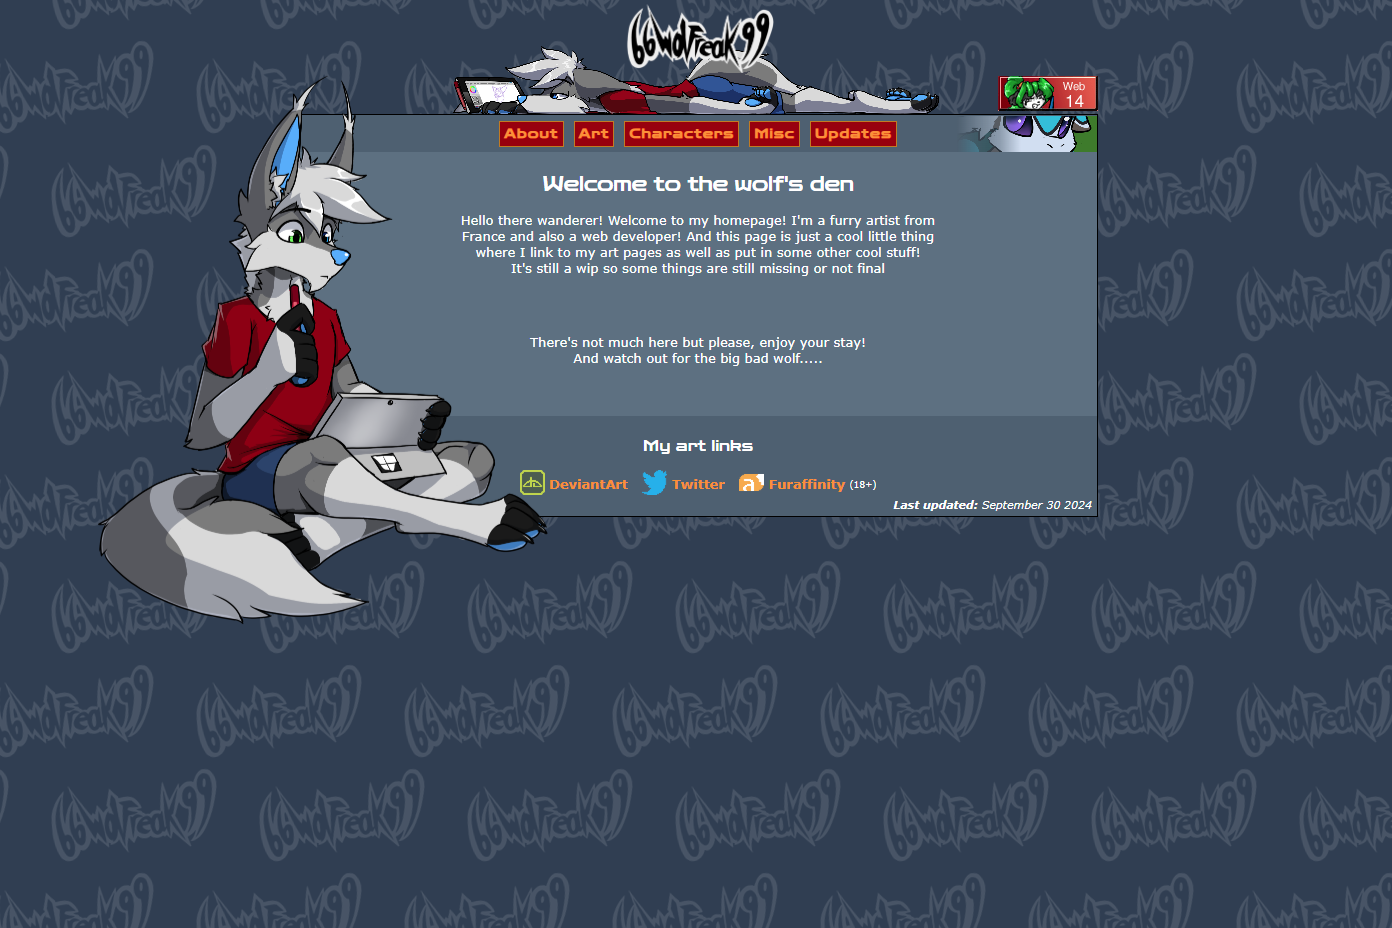 66wolfreak99
Web
14
About Art Characters Misc Updates
Welcome to the wolf's den
Hello there wanderer! Welcome to my homepage! I'm a furry artist from
France and also a web developer! And this page is just a cool little thing
where I link to my art pages as well as put in some other cool stuff!
It's still a wip so some things are still missing or not final
There's not much here but please, enjoy your stay!
And watch out for the big bad wolf.....
My art links
DeviantArt Twitter Furaffinity (18+)
Last updated: September 30 2024